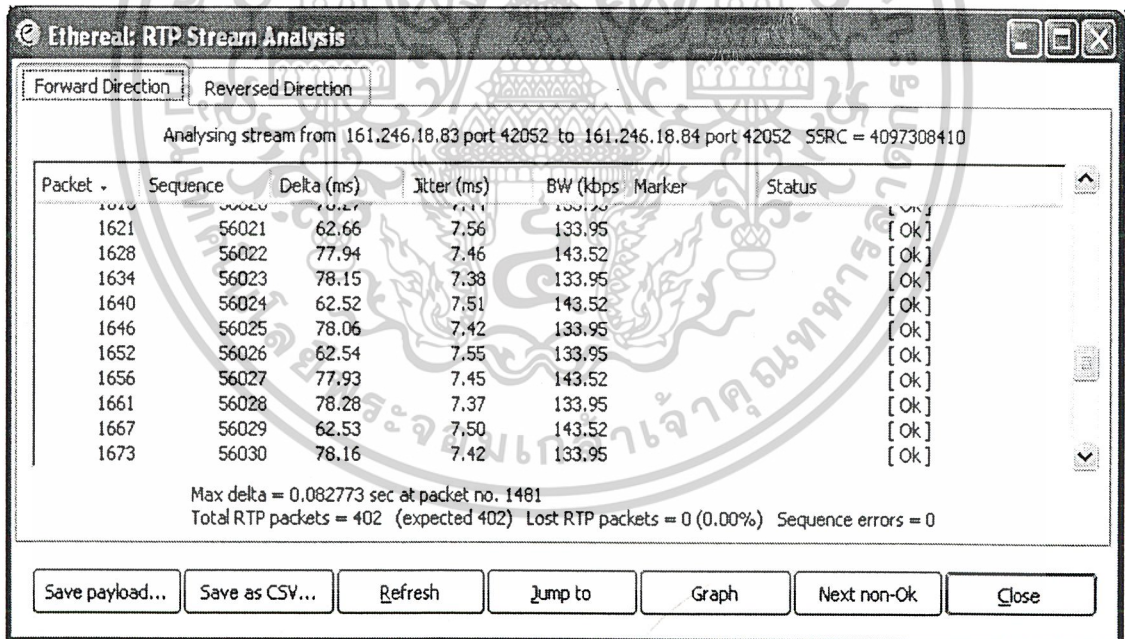 Ethereal: RTP Stream Analysis
Forward Direction Reversed Direction
Analysing stream from 161.246.18.83 port 42052 to 161.246.18.84 port 42052 SSRC = 4097308410
Packet Sequence Delta (ms) Jitter (ms) BW (kbps Marker Status
1621 56021 62.66 7.56 133.95 [ Ok ]
1628 56022 77.94 7.46 143.52 [ Ok ]
1634 56023 78.15 7.38 133.95 [ Ok ]
1640 56024 62.52 7.51 143.52 [ Ok ]
1646 56025 78.06 7.42 133.95 [ Ok ]
1652 56026 62.54 7.55 133.95 [ Ok ]
1656 56027 77.93 7.45 143.52 [ Ok ]
1661 56028 78.28 7.37 133.95 [ Ok ]
1667 56029 62.53 7.50 143.52 [ Ok ]
1673 56030 78.16 7.42 133.95 [ Ok ]
Max delta = 0.082773 sec at packet no. 1481
Total RTP packets = 402 (expected 402) Lost RTP packets = 0 (0.00%) Sequence errors = 0
Save payload... Save as CSV... Refresh Jump to Graph Next non-Ok Close